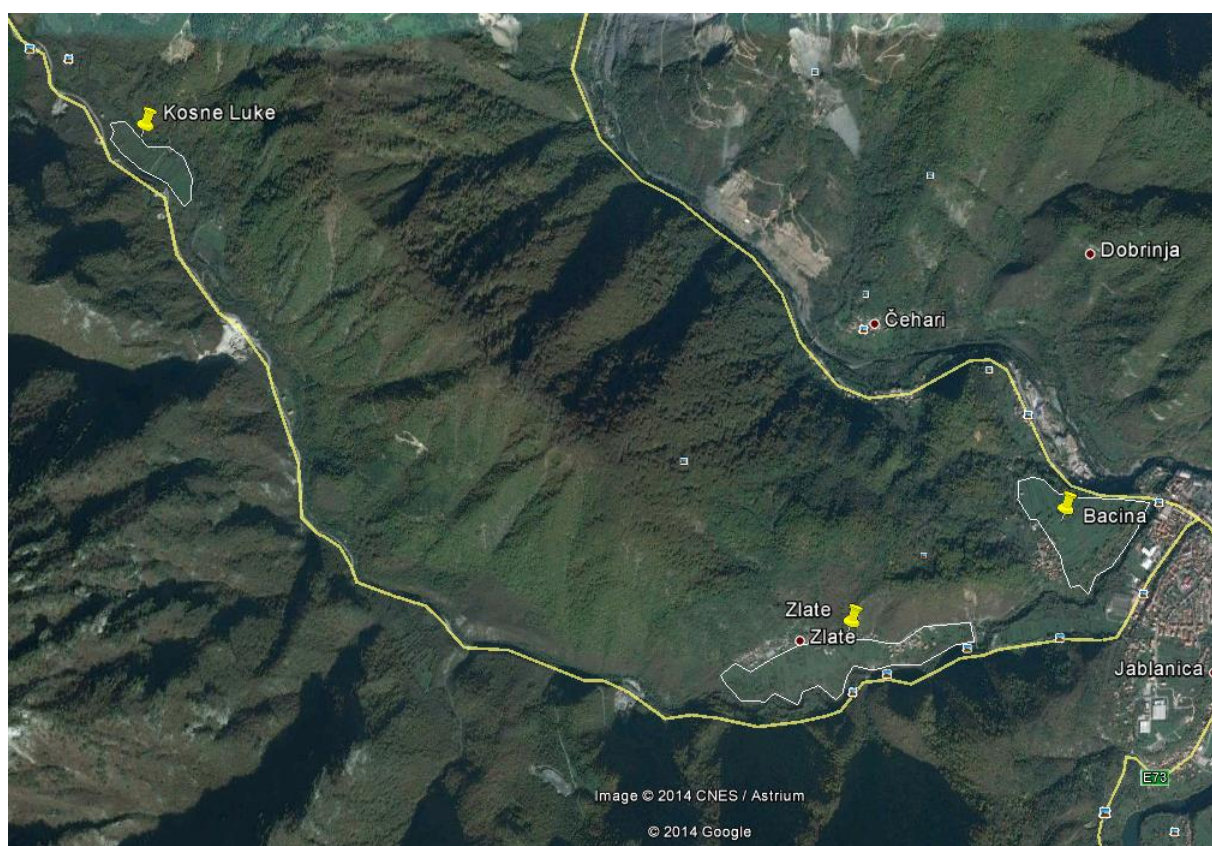 Kosne Luke
Dobrinja
Čehari
Bacina
Zlate
Zlate
Jablanica
E73
Image © 2014 CNES / Astrium
© 2014 Google